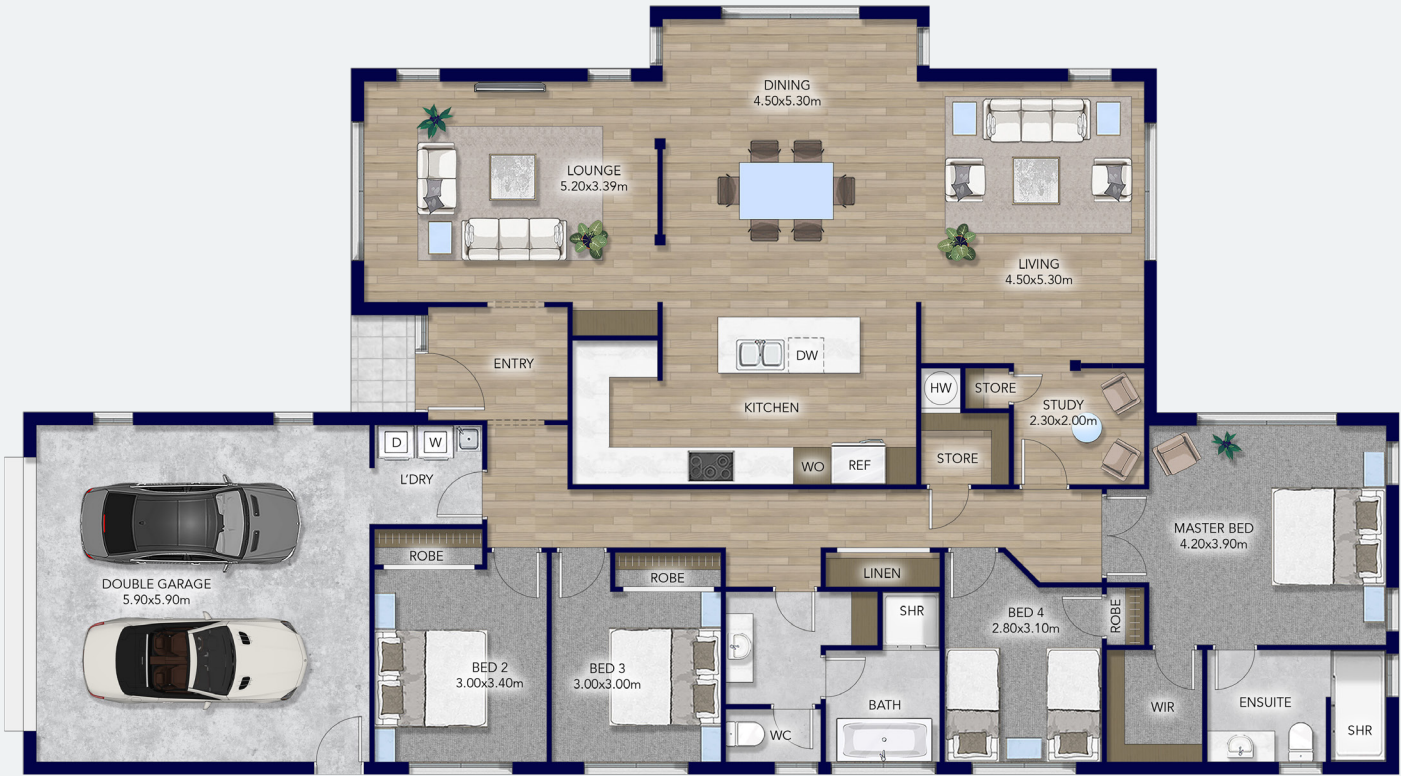 DINING
4.50x5.30m
LOUNGE
5.20x3.39m
LIVING
4.50x5.30m
ENTRY
DW
HW
STORE
KITCHEN
STUDY
2.30x2.00m
D
W
WO
REF
STORE
L'DRY
MASTER BED
4.20x3.90m
ROBE
ROBE
LINEN
DOUBLE GARAGE
5.90x5.90m
SHR
BED 4
2.80x3.10m
ROBE
BED 2
3.00x3.40m
BED 3
3.00x3.00m
BATH
WIR
ENSUITE
WC
SHR